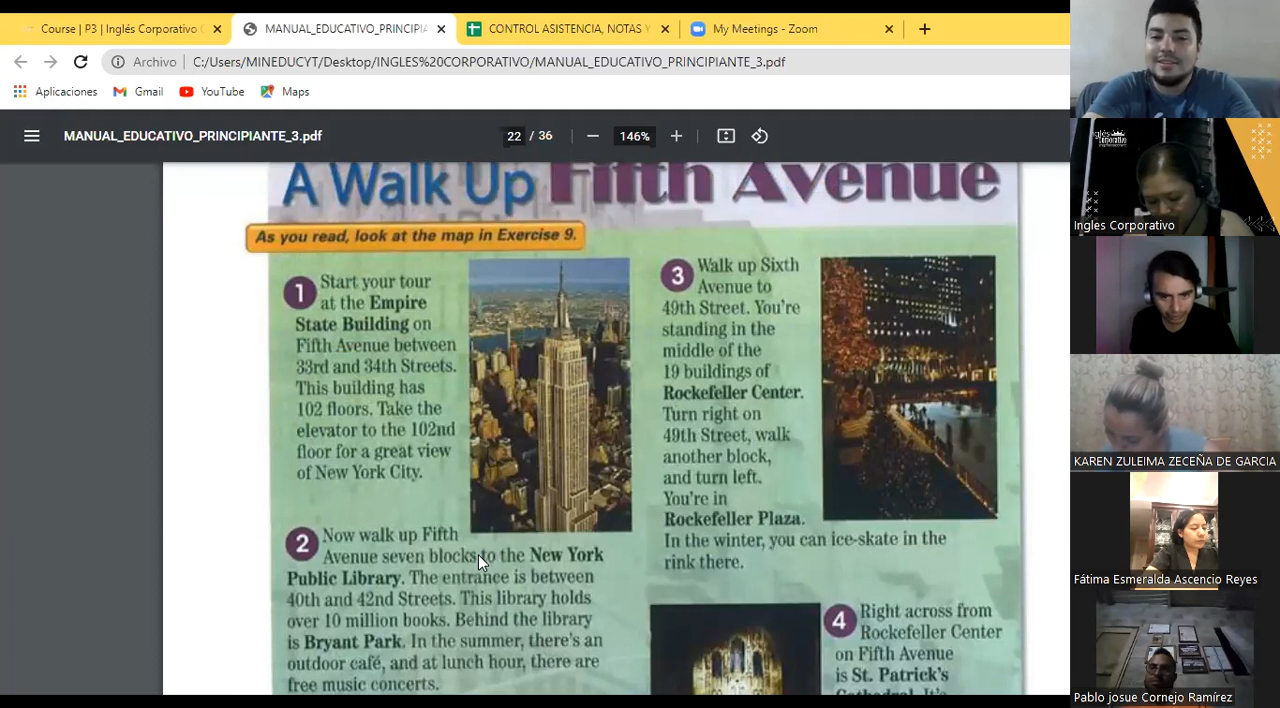 Course | P3 | Inglés Corporativo
MANUAL_EDUCATIVO_PRINCIPIA
CONTROL ASISTENCIA, NOTAS Y
My Meetings - Zoom
Archivo
C:/Users/MINEDUCYT/Desktop/INGLES%20CORPORATIVO/MANUAL_EDUCATIVO_PRINCIPIANTE_3.pdf
Aplicaciones
Gmail
YouTube
Maps
MANUAL_EDUCATIVO_PRINCIPIANTE_3.pdf
22 / 36
146%
A Walk Up Fifth Avenue
As you read, look at the map in Exercise 9.
1 Start your tour
at the Empire
State Building on
Fifth Avenue between
33rd and 34th Streets.
This building has
102 floors. Take the
elevator to the 102nd
floor for a great view
of New York City.
2 Now walk up Fifth
Avenue seven blocks to the New York
Public Library. The entrance is between
40th and 42nd Streets. This library holds
over 10 million books. Behind the library
is Bryant Park. In the summer, there's an
outdoor café, and at lunch hour, there are
free music concerts.
3 Walk up Sixth
Avenue to
49th Street. You're
standing in the
middle of the
19 buildings of
Rockefeller Center.
Turn right on
49th Street, walk
another block,
and turn left.
You're in
Rockefeller Plaza.
In the winter, you can ice-skate in the
rink there.
4 Right across from
Rockefeller Center
on Fifth Avenue
is St. Patrick's
Cathedral. It's
Inglés
Corporativo
Ingles Corporativo
KAREN ZULEIMA ZECEÑA DE GARCIA
Fátima Esmeralda Ascencio Reyes
Pablo josue Cornejo Ramírez